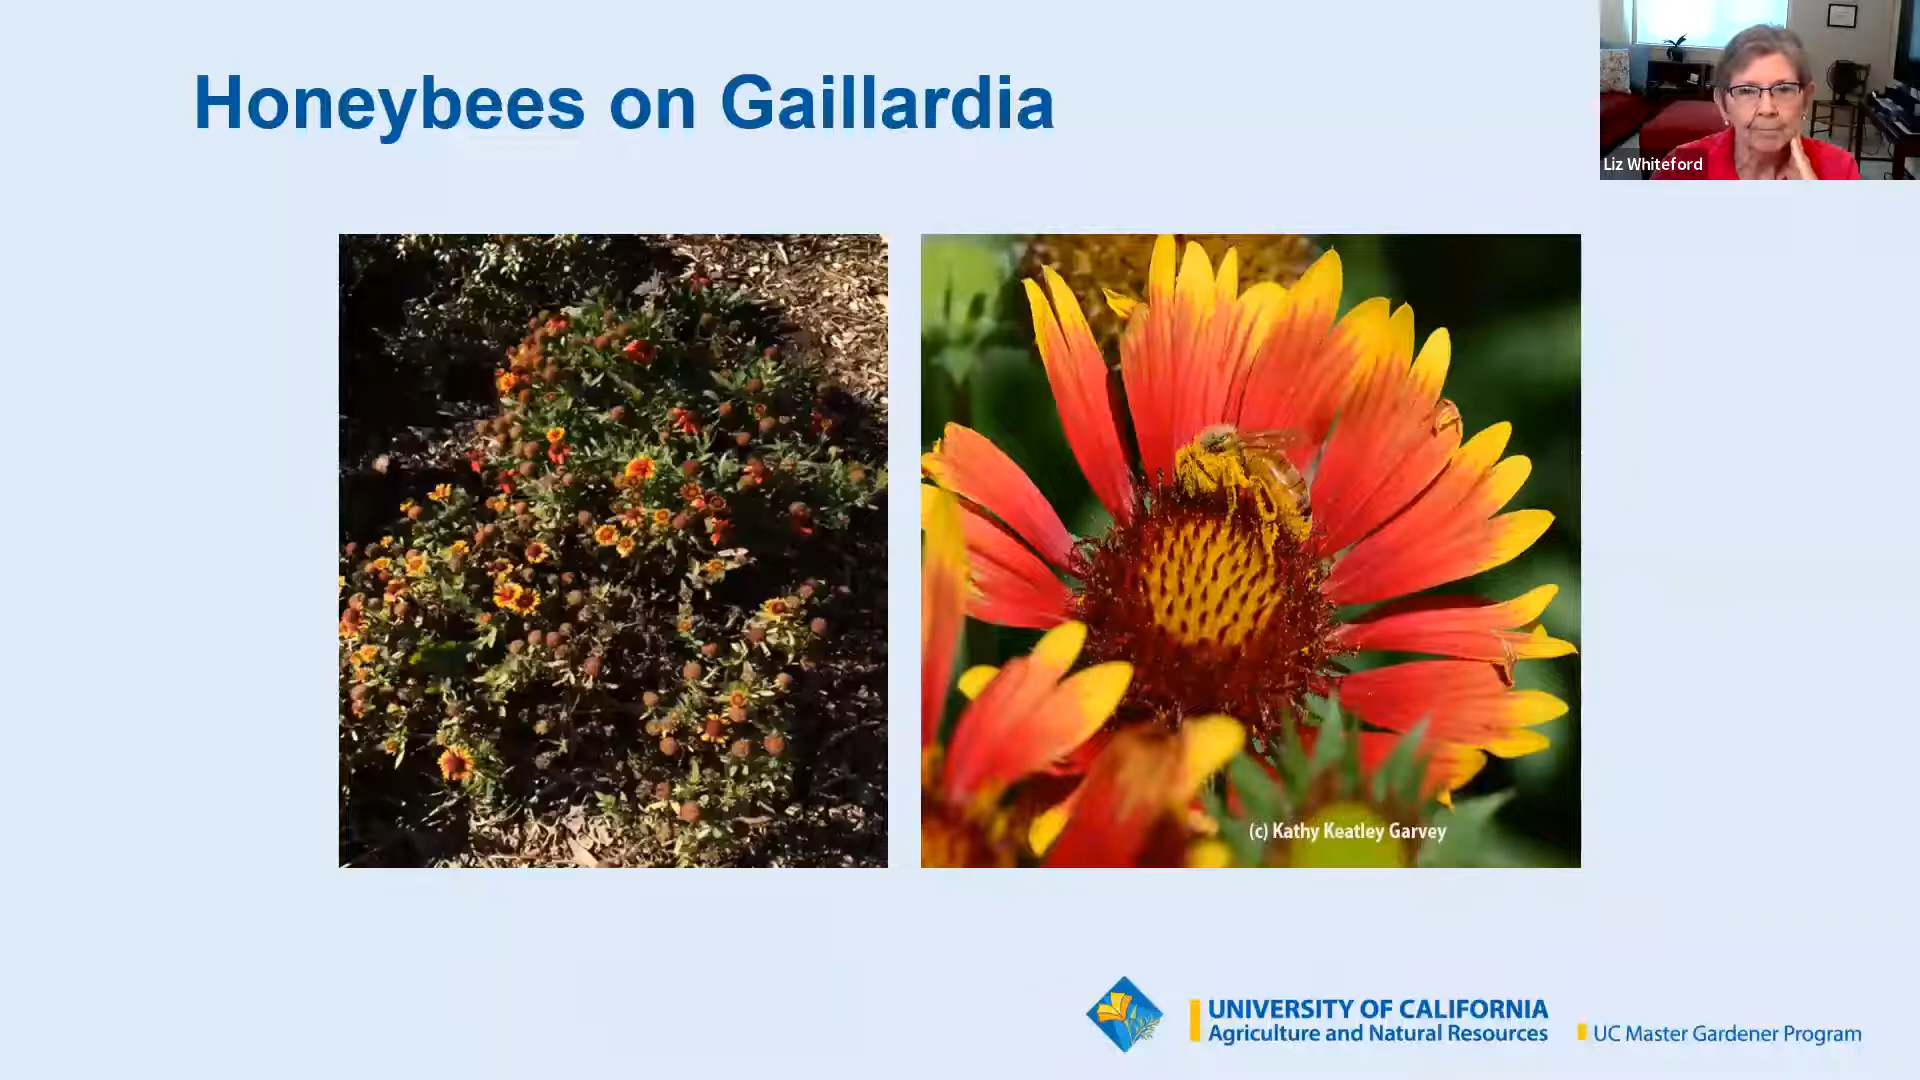 Honeybees on Gaillardia
Liz Whiteford
(c) Kathy Keatley Garvey
UNIVERSITY OF CALIFORNIA
Agriculture and Natural Resources
UC Master Gardener Program